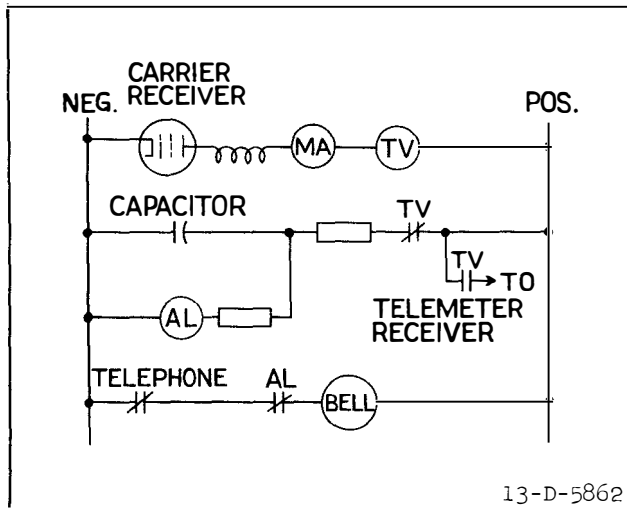 CARRIER
RECEIVER
NEG.
POS.
MA
TV
CAPACITOR
TV
TV
TO
TELEMETER
RECEIVER
AL
TELEPHONE
AL
BELL
13-D-5862